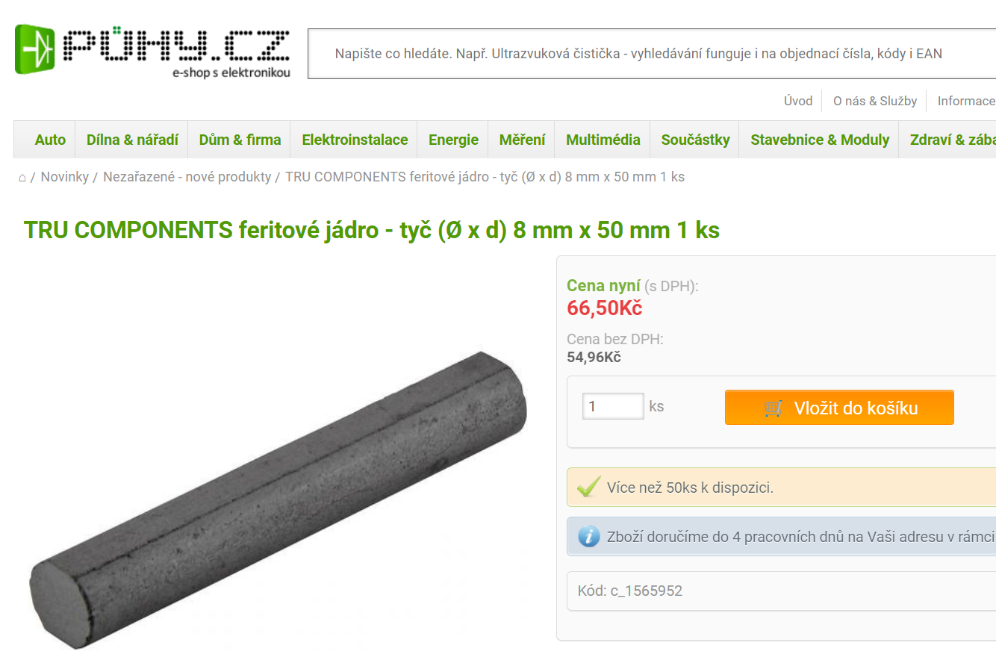 PÚHY.CZ
e-shop s elektronikou
Napište co hledáte. Např. Ultrazvuková čistička - vyhledávání funguje i na objednací čísla, kódy i EAN
Úvod O nás & Služby Informace
Auto Dílna & nářadí Dům & firma Elektroinstalace Energie Měření Multimédia Součástky Stavebnice & Moduly Zdraví & zába
/ Novinky / Nezařazené - nové produkty / TRU COMPONENTS feritové jádro - tyč (Ø x d) 8 mm x 50 mm 1 ks
TRU COMPONENTS feritové jádro - tyč (Ø x d) 8 mm x 50 mm 1 ks
Cena nyní (s DPH):
66,50Kč
Cena bez DPH:
54,96Kč
1 ks Vložit do košíku
Více než 50ks k dispozici.
Zboží doručíme do 4 pracovních dnů na Vaši adresu v rámci
Kód: c_1565952